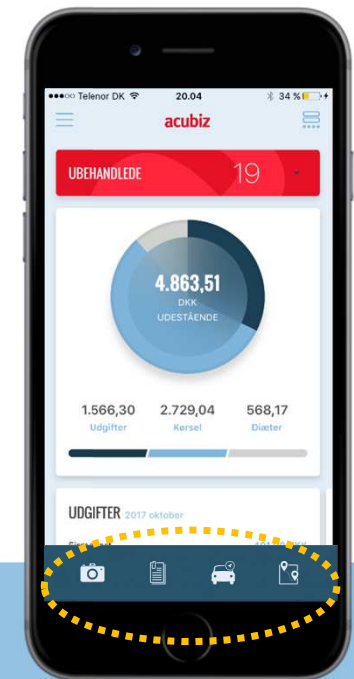 Telenor DK 20.04 34 %
acubiz
UBEHANDLEDE 19
4.863,51
DKK
UDESTÅENDE
1.566,30 2.729,04 568,17
Udgifter Kørsel Diæter
UDGIFTER 2017 oktober